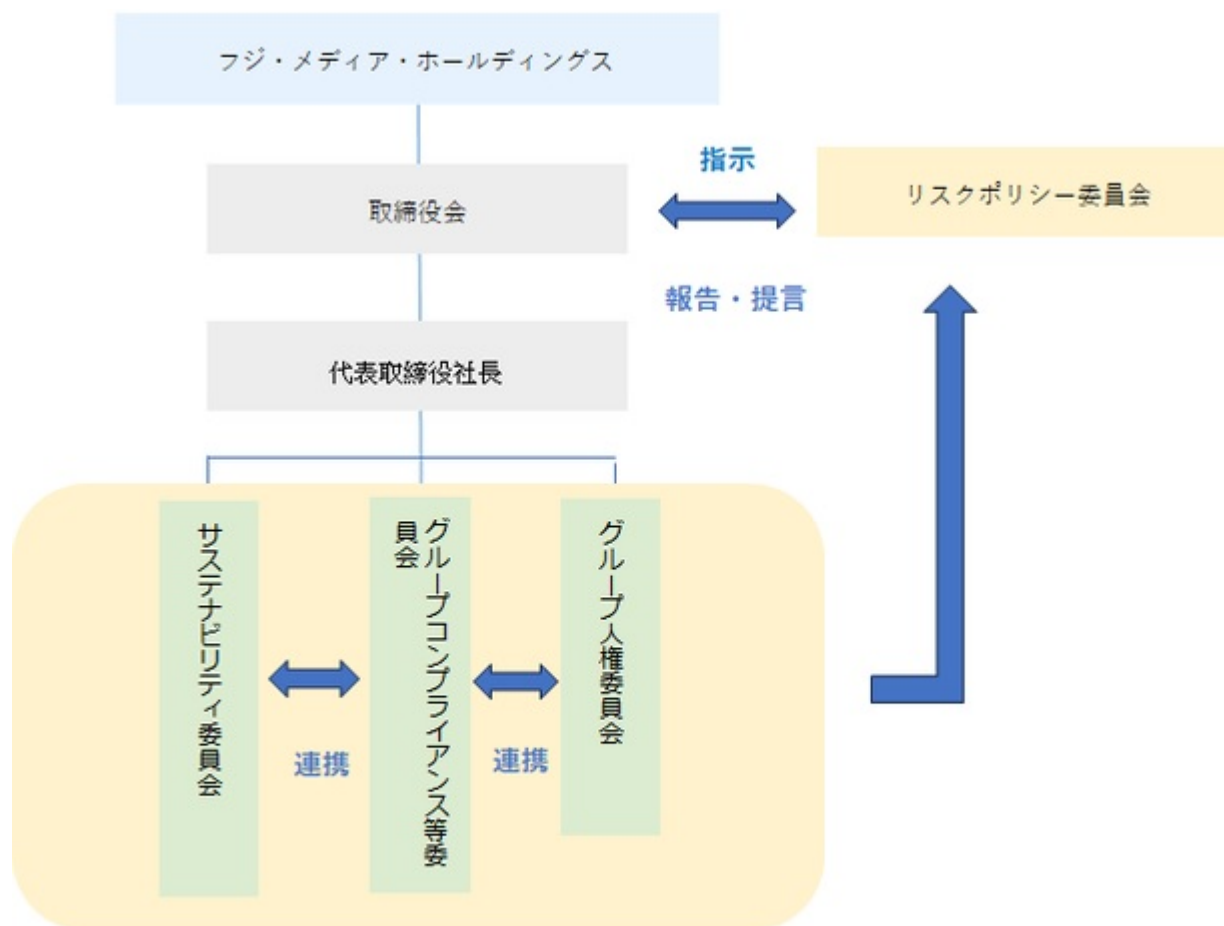 フジ・メディア・ホールディングス
取締役会
指示
報告・提言
リスクポリシー委員会
代表取締役社長
サステナビリティ委員会
連携
グループコンプライアンス等委
員会
連携
グループ人権委員会